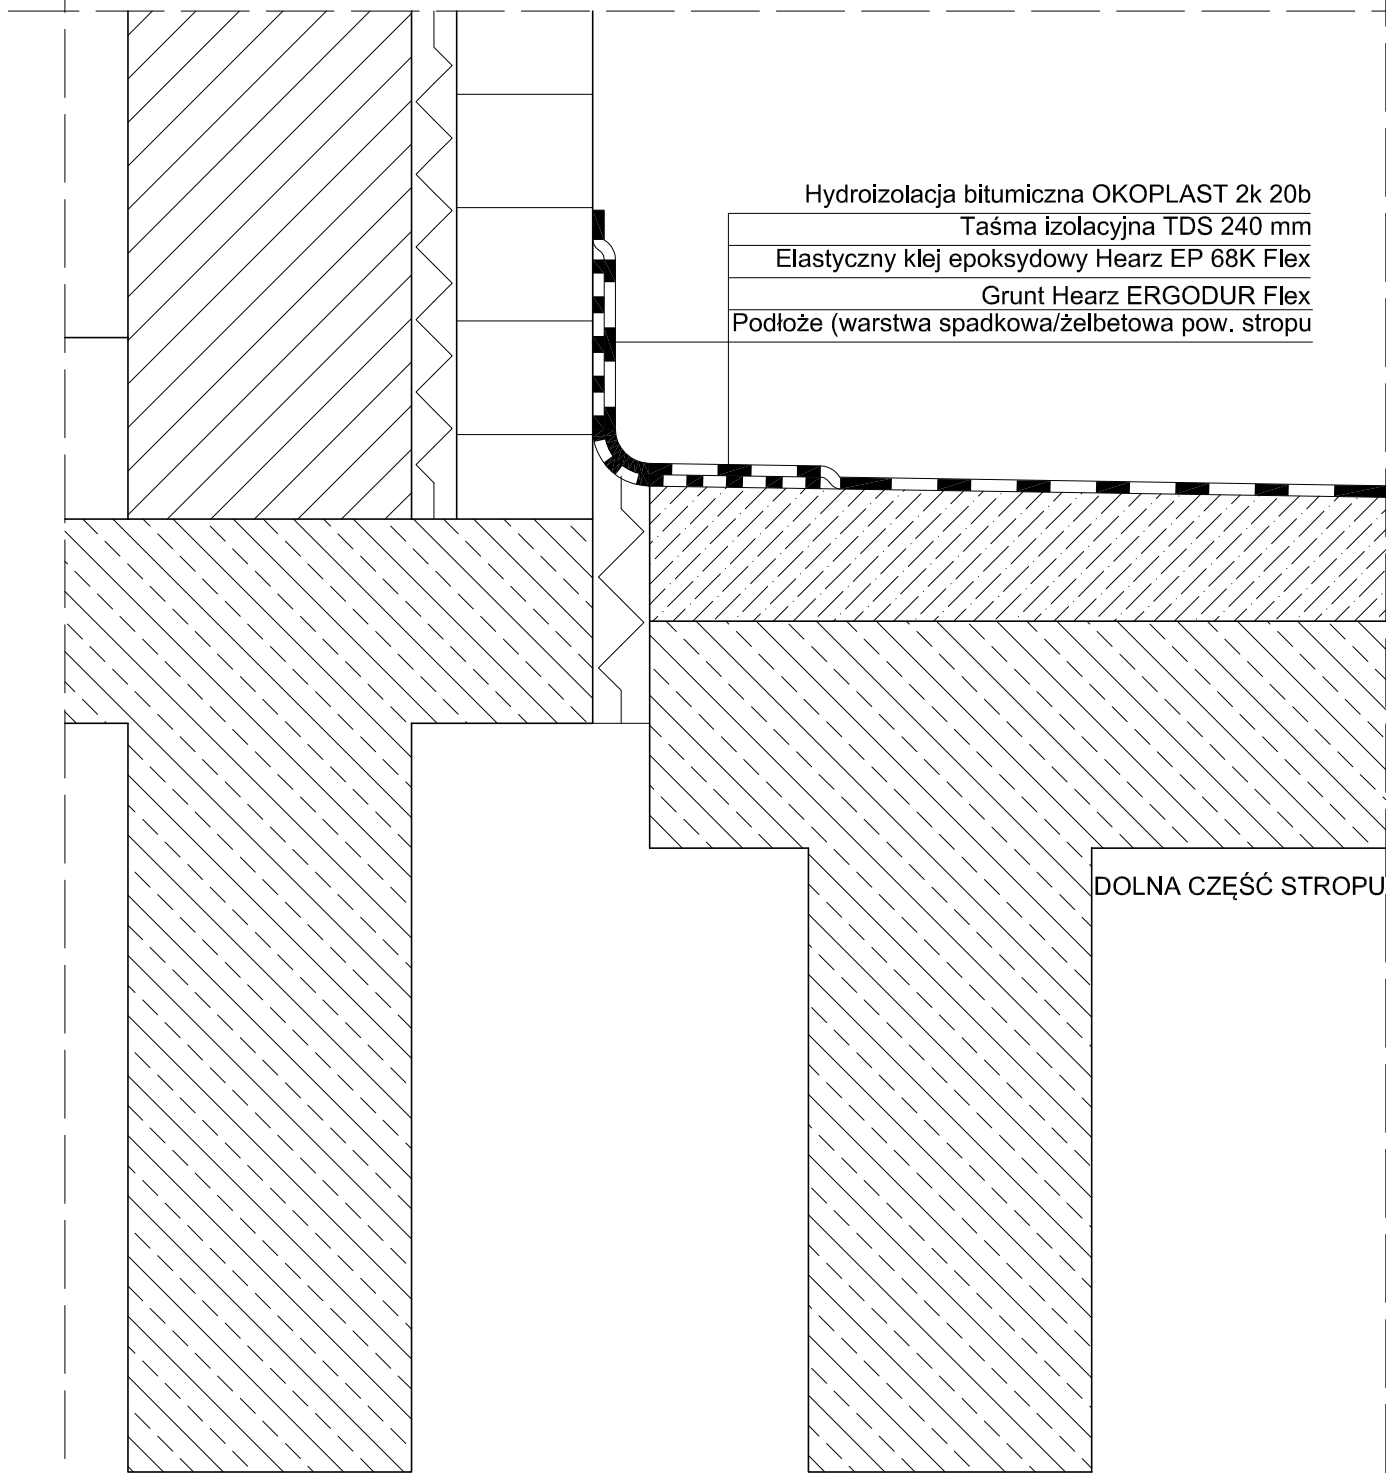 Hydroizolacja bitumiczna OKOPLAST 2k 20b
Taśma izolacyjna TDS 240 mm
Elastyczny klej epoksydowy Hearz EP 68K Flex
Grunt Hearz ERGODUR Flex
Podłoże (warstwa spadkowa/żelbetowa pow. stropu
DOLNA CZĘŚĆ STROPU